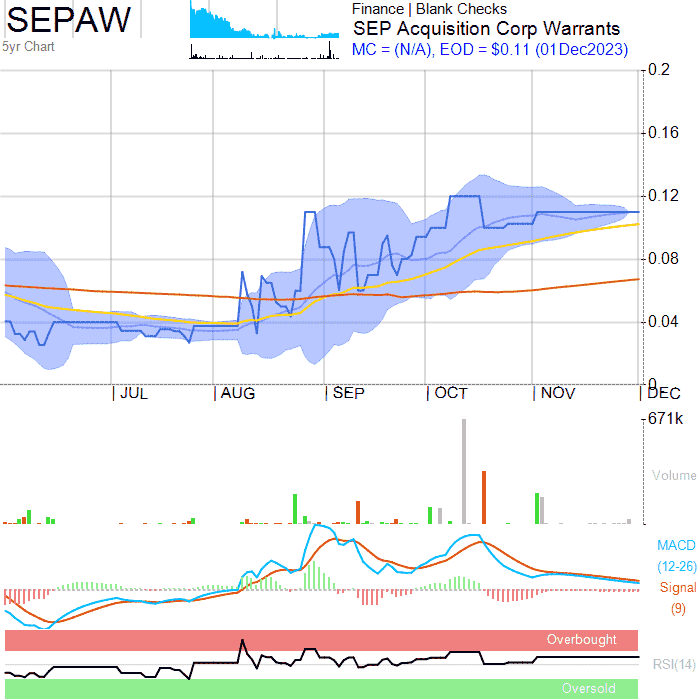 SEPAW
5yr Chart
Finance | Blank Checks
SEP Acquisition Corp Warrants
MC = (N/A), EOD = $0.11 (01Dec2023)
0.2
0.16
0.12
0.08
0.04
0
JUL AUG SEP OCT NOV DEC
671k
Volume
MACD
(12-26)
Signal
(9)
Overbought
RSI(14)
Oversold